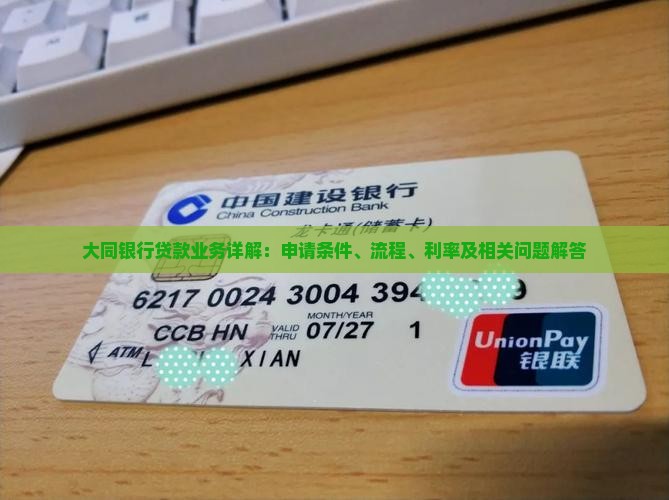 中国建设银行
China Construction Bank
龙卡通(储蓄卡)
大同银行贷款业务详解：申请条件、流程、利率及相关问题解答
6217 0024 3004 394 9
MONTH/YEAR
CCB HN VALID THRU 07/27 1
ATM L XIAN
UnionPay
银联